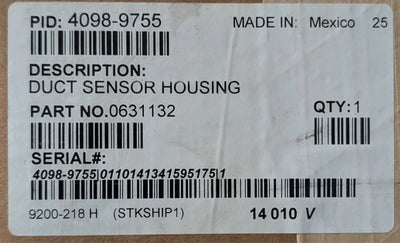 PID: 4098-9755 MADE IN: Mexico 25
DESCRIPTION:
DUCT SENSOR HOUSING
PART NO.0631132 QTY: 1
SERIAL#:
4098-9755|0110141341595175|1
9200-218 H (STKSHIP1) 14 010 V